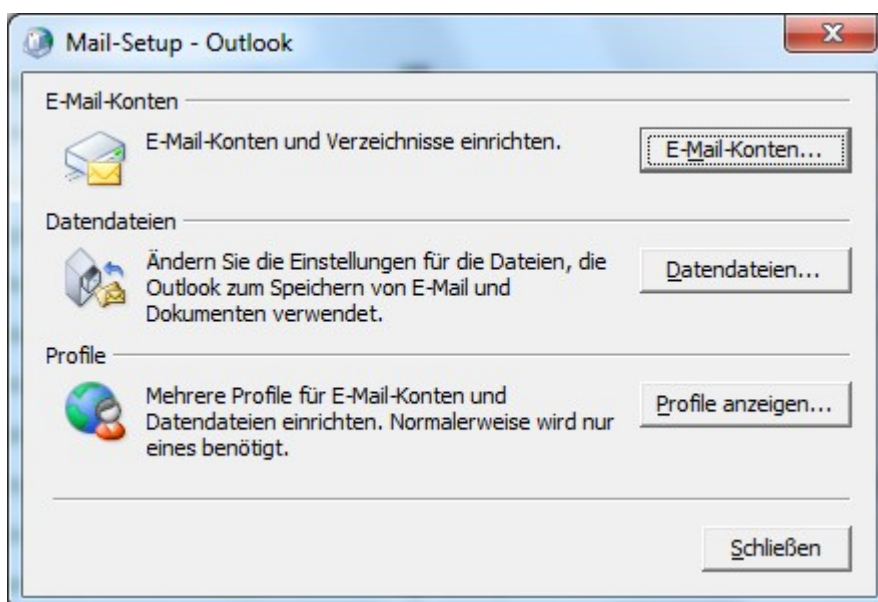 Mail-Setup - Outlook
E-Mail-Konten
E-Mail-Konten und Verzeichnisse einrichten.
E-Mail-Konten...
Datendateien
Ändern Sie die Einstellungen für die Dateien, die
Outlook zum Speichern von E-Mail und
Dokumenten verwendet.
Datendateien...
Profile
Mehrere Profile für E-Mail-Konten und
Datendateien einrichten. Normalerweise wird nur
eines benötigt.
Profile anzeigen...
Schließen